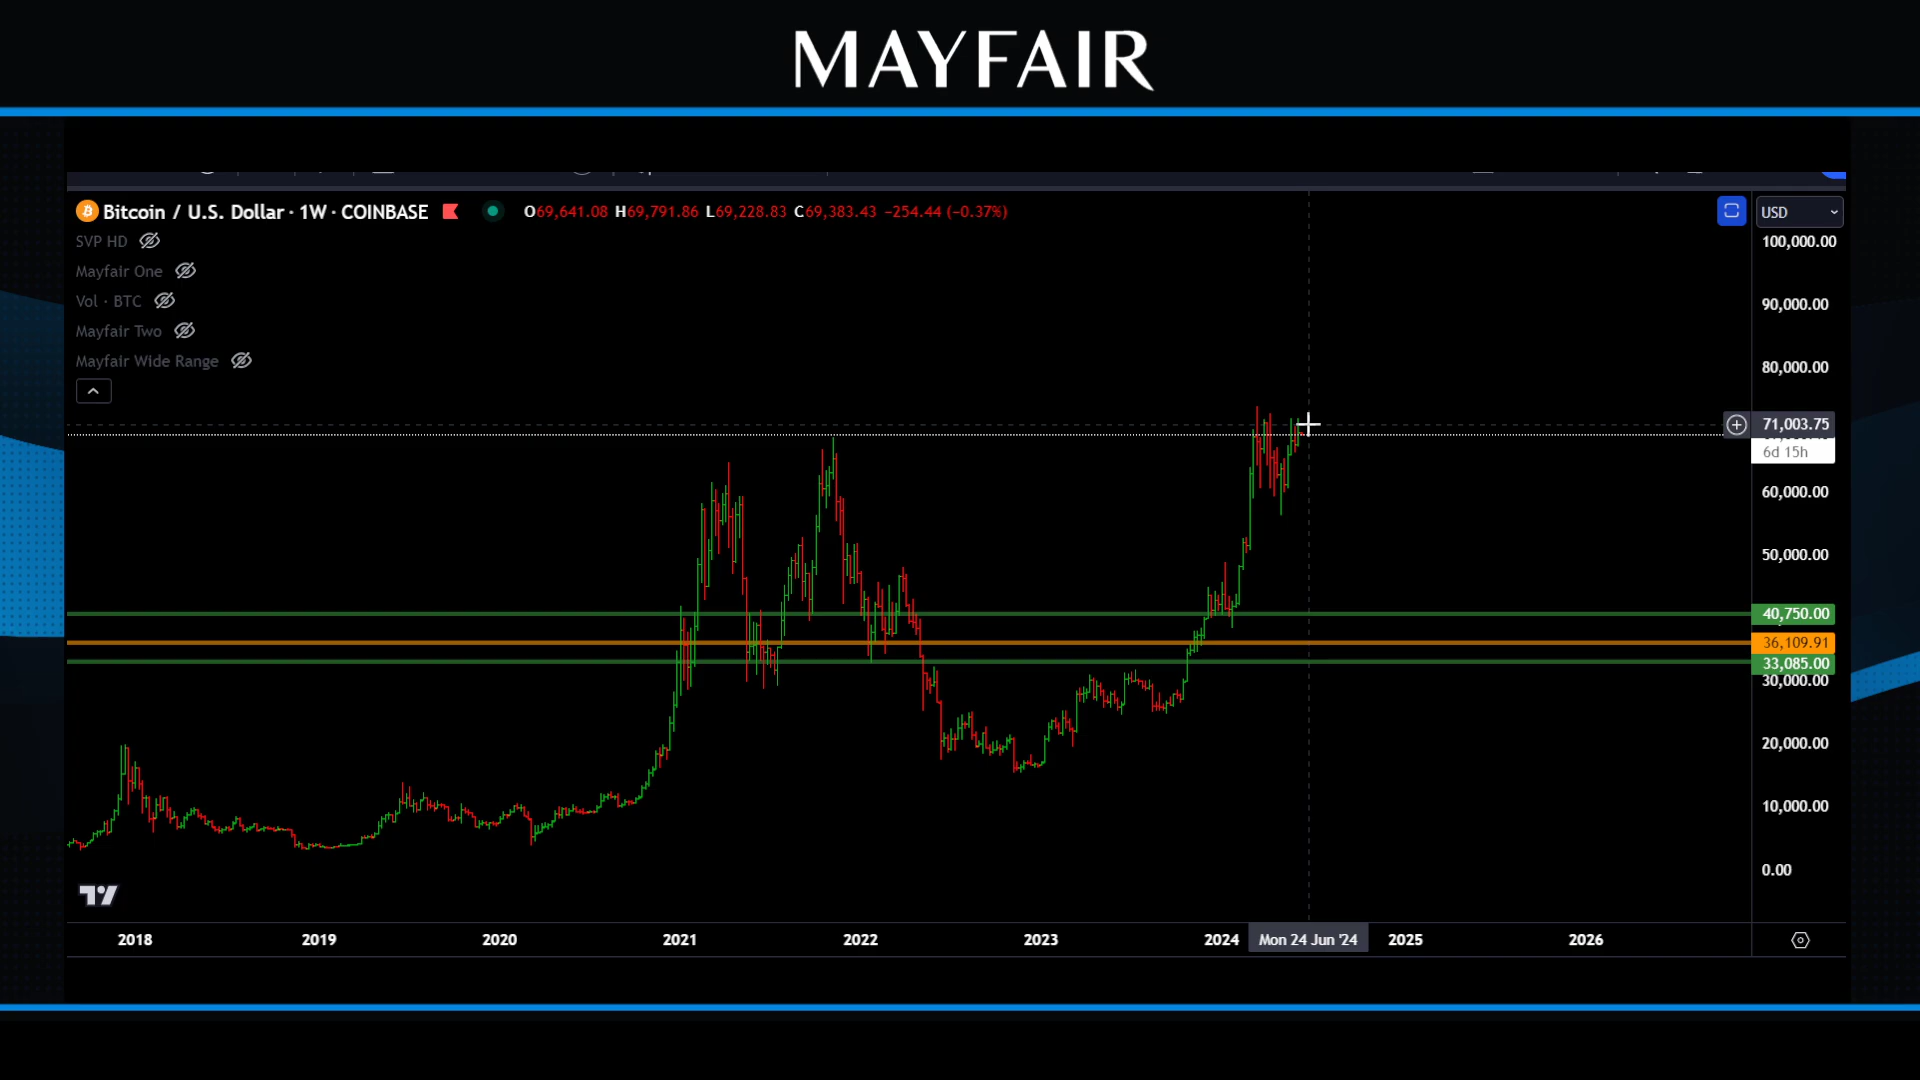 MAYFAIR
Bitcoin / U.S. Dollar · 1W · COINBASE O69,641.08 H69,791.86 L69,228.83 C69,383.43 −254.44 (−0.37%)
USD
SVP HD
Mayfair One
Vol · BTC
Mayfair Two
Mayfair Wide Range
100,000.00
90,000.00
80,000.00
71,003.75
6d 15h
60,000.00
50,000.00
40,750.00
36,109.91
33,085.00
30,000.00
20,000.00
10,000.00
0.00
2018 2019 2020 2021 2022 2023 2024 Mon 24 Jun '24 2025 2026